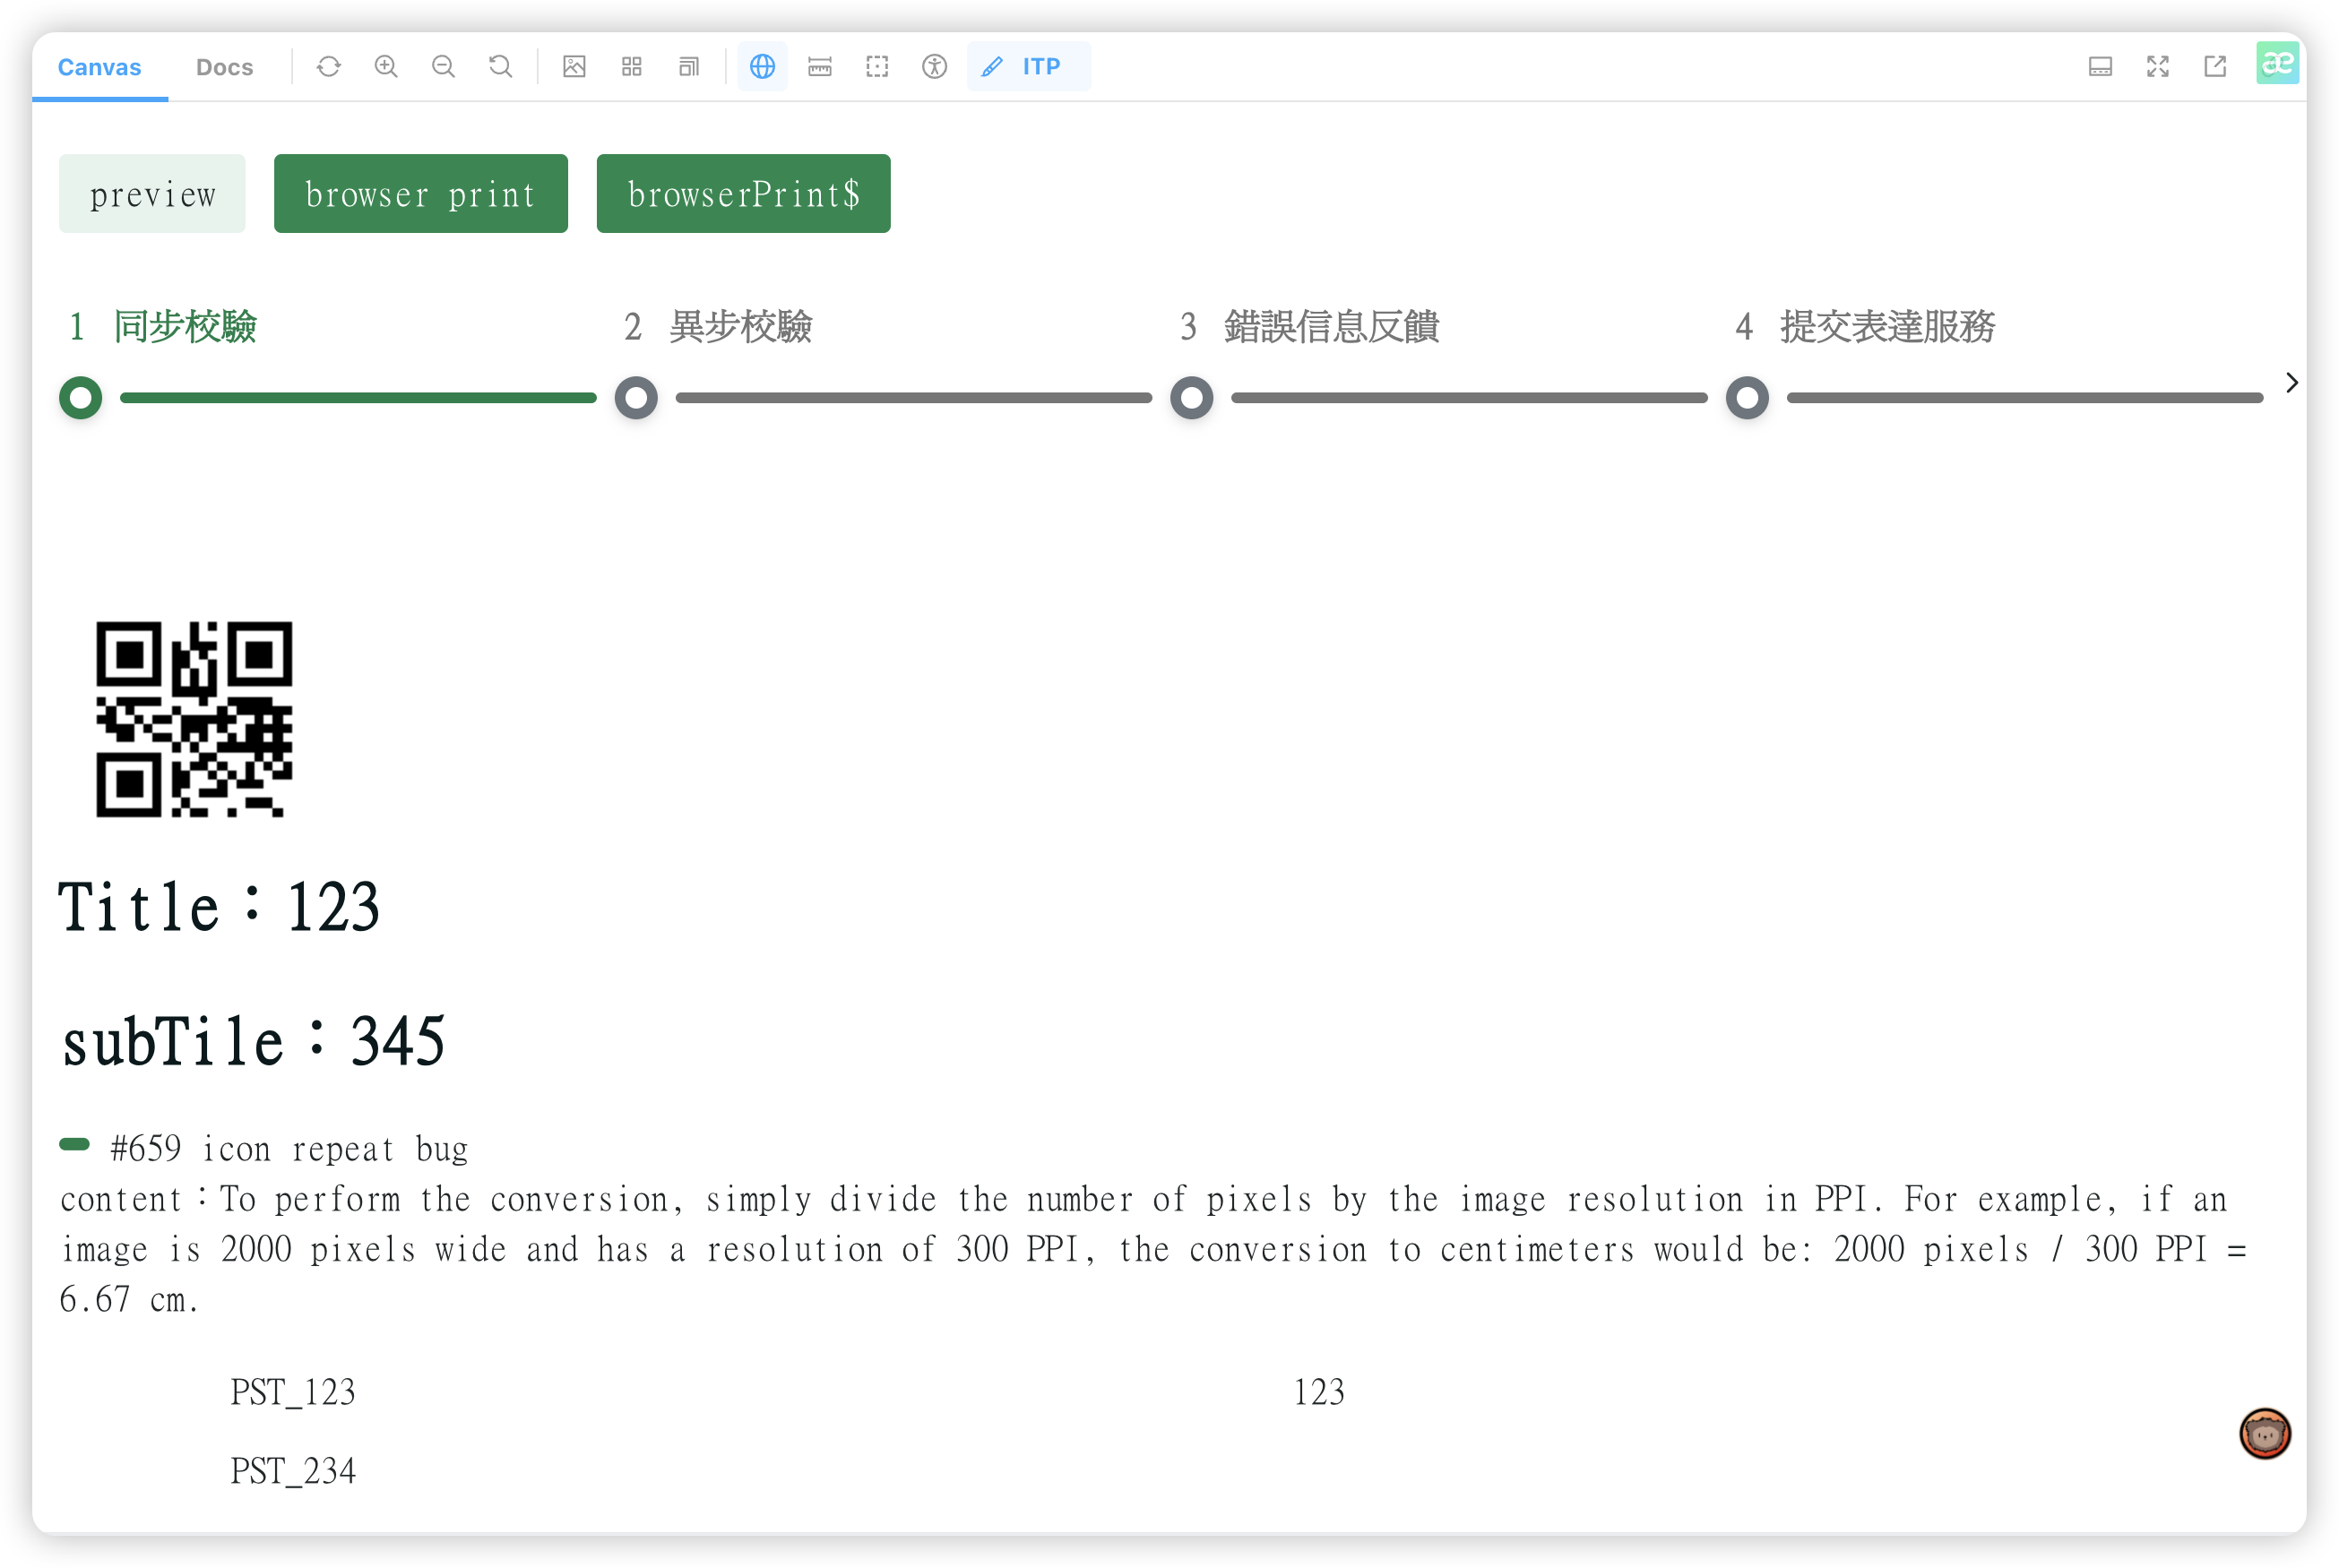 Canvas Docs ITP æ
preview browser print browserPrint$
1 同步校驗 2 異步校驗 3 錯誤信息反饋 4 提交表達服務
Title：123
subTile：345
#659 icon repeat bug
content：To perform the conversion, simply divide the number of pixels by the image resolution in PPI. For example, if an
image is 2000 pixels wide and has a resolution of 300 PPI, the conversion to centimeters would be: 2000 pixels / 300 PPI =
6.67 cm.
PST_123 123
PST_234